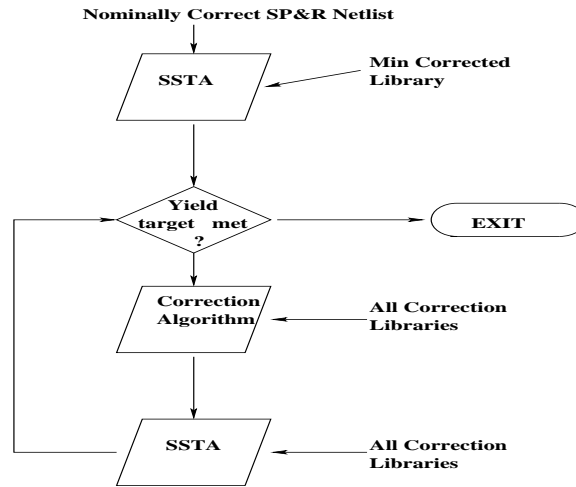 Nominally Correct SP&R Netlist
SSTA
Min Corrected
Library
Yield
target met
?
EXIT
Correction
Algorithm
All Correction
Libraries
SSTA
All Correction
Libraries